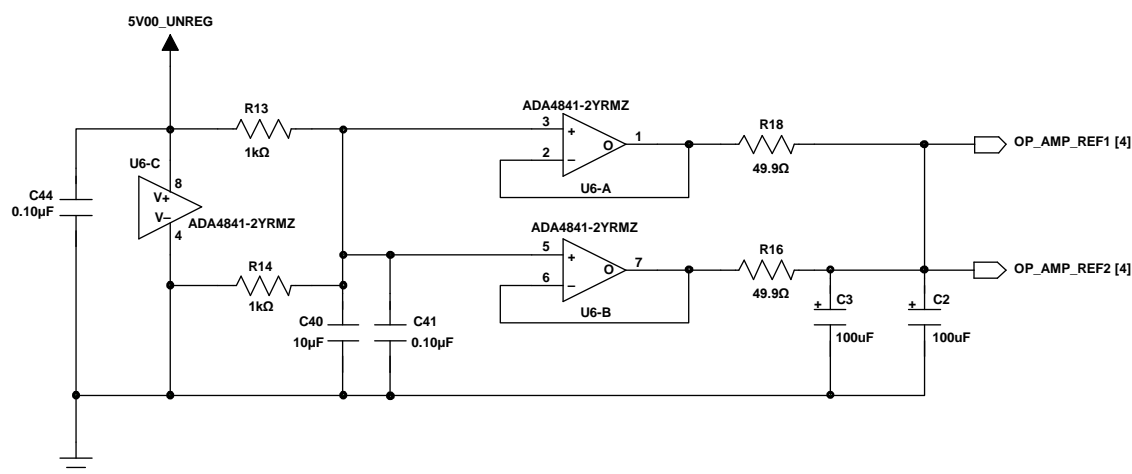 5V00_UNREG
R13
1kΩ
ADA4841-2YRMZ
3
+
2
–
O
1
U6-A
R18
49.9Ω
OP_AMP_REF1 [4]
U6-C
8
V+
V–
4
ADA4841-2YRMZ
C44
0.10µF
ADA4841-2YRMZ
5
+
6
–
O
7
U6-B
R16
49.9Ω
OP_AMP_REF2 [4]
R14
1kΩ
C40
10µF
C41
0.10µF
+
C3
100uF
+
C2
100uF